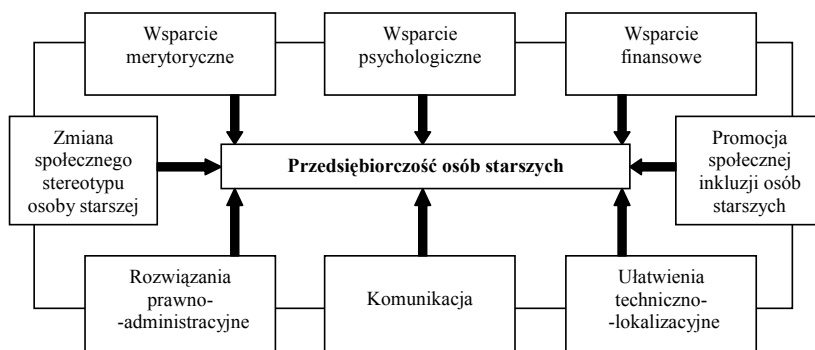 Wsparcie
merytoryczne
Wsparcie
psychologiczne
Wsparcie
finansowe
Zmiana
społecznego
stereotypu
osoby starszej
Przedsiębiorczość osób starszych
Promocja
społecznej
inkluzji osób
starszych
Rozwiązania
prawno-
-administracyjne
Komunikacja
Ułatwienia
techniczno-
-lokalizacyjne